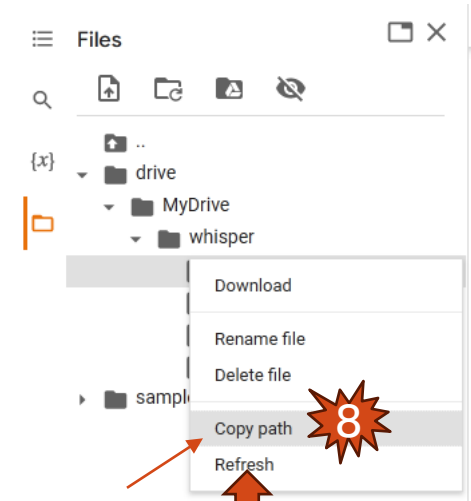 Files
{x}
..
drive
MyDrive
whisper
Download
Rename file
Delete file
sampl
Copy path
8
Refresh